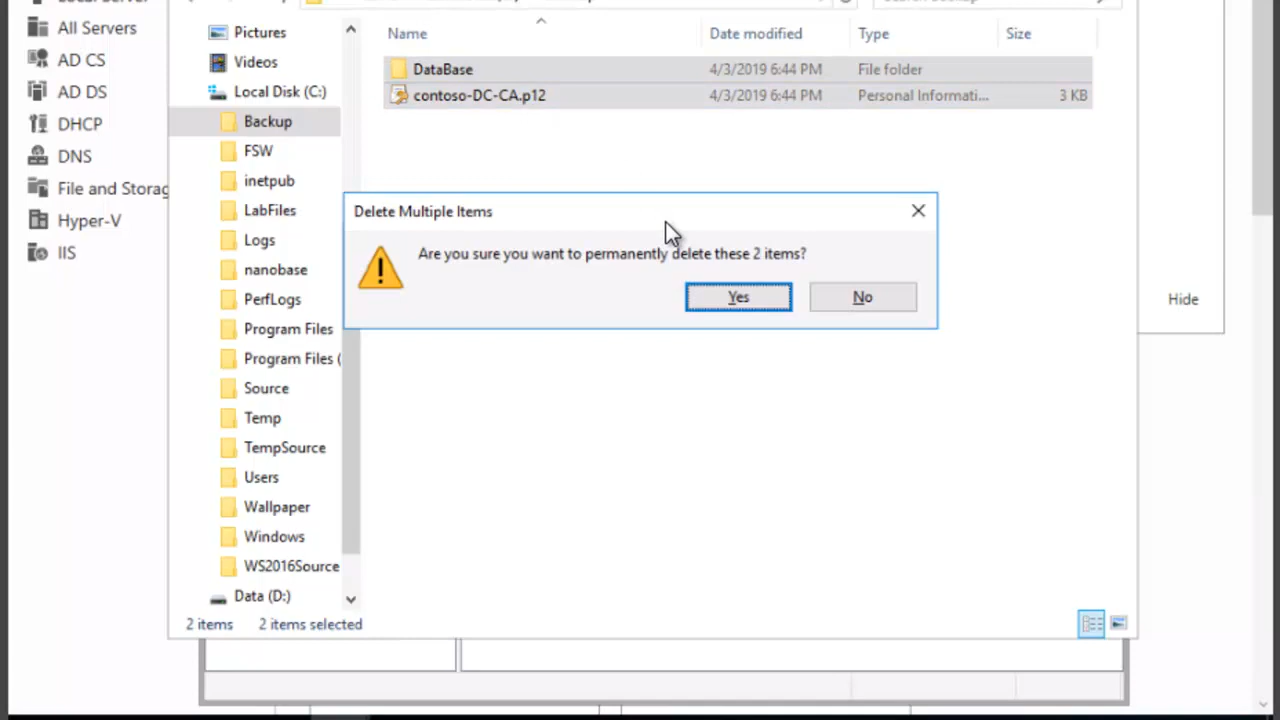 All Servers
AD CS
AD DS
DHCP
DNS
File and Storag
Hyper-V
IIS
Pictures
Videos
Local Disk (C:)
Backup
FSW
inetpub
LabFiles
Logs
nanobase
PerfLogs
Program Files
Program Files (
Source
Temp
TempSource
Users
Wallpaper
Windows
WS2016Source
Data (D:)
Name Date modified Type Size
DataBase 4/3/2019 6:44 PM File folder
contoso-DC-CA.p12 4/3/2019 6:44 PM Personal Informati... 3 KB
Delete Multiple Items
Are you sure you want to permanently delete these 2 items?
Yes No
Hide
2 items 2 items selected